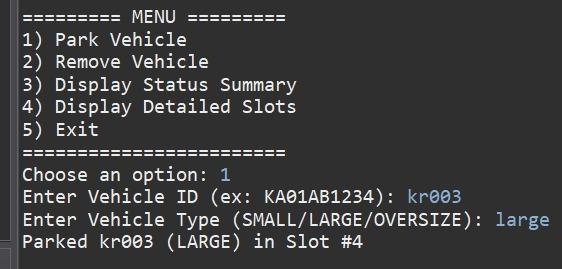 ========= MENU =========
1) Park Vehicle
2) Remove Vehicle
3) Display Status Summary
4) Display Detailed Slots
5) Exit
========================
Choose an option: 1
Enter Vehicle ID (ex: KA01AB1234): kr003
Enter Vehicle Type (SMALL/LARGE/OVERSIZE): large
Parked kr003 (LARGE) in Slot #4